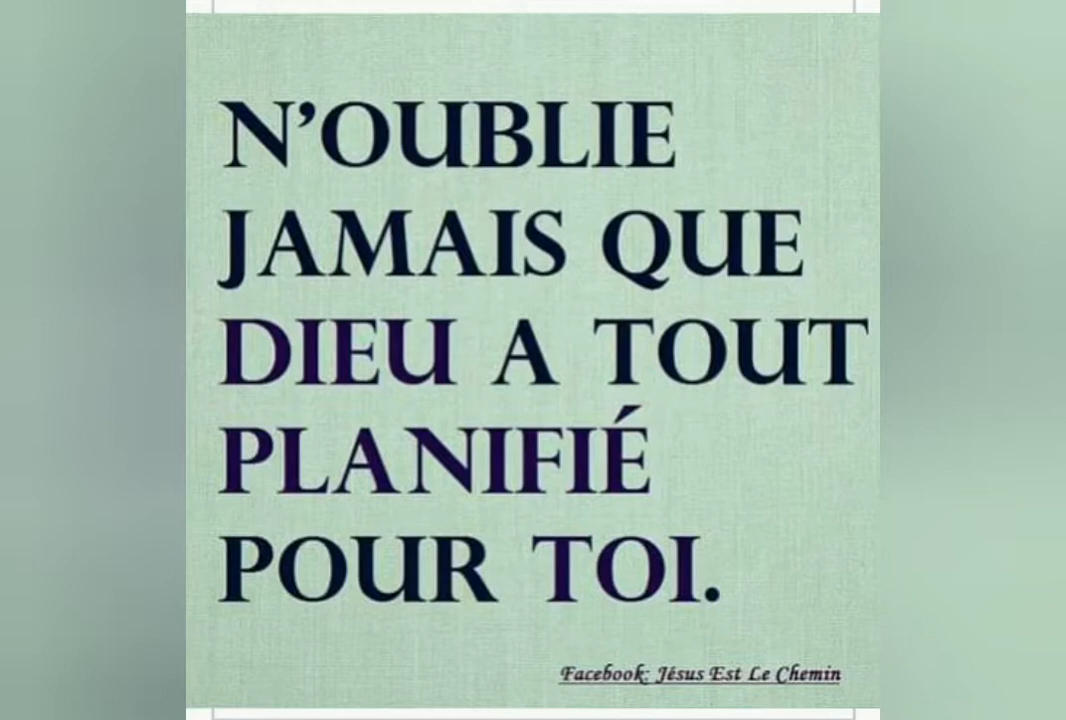 N’OUBLIE
JAMAIS QUE
DIEU A TOUT
PLANIFIÉ
POUR TOI.
Facebook: Jésus Est Le Chemin